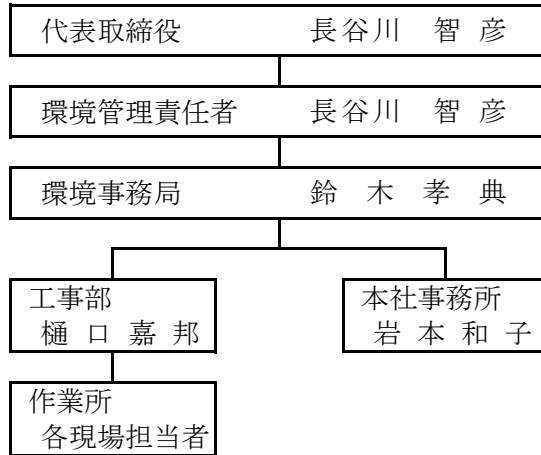 代表取締役 長谷川 智彦
環境管理責任者 長谷川 智彦
環境事務局 鈴木孝典
工事部
樋口嘉邦
本社事務所
岩本和子
作業所
各現場担当者